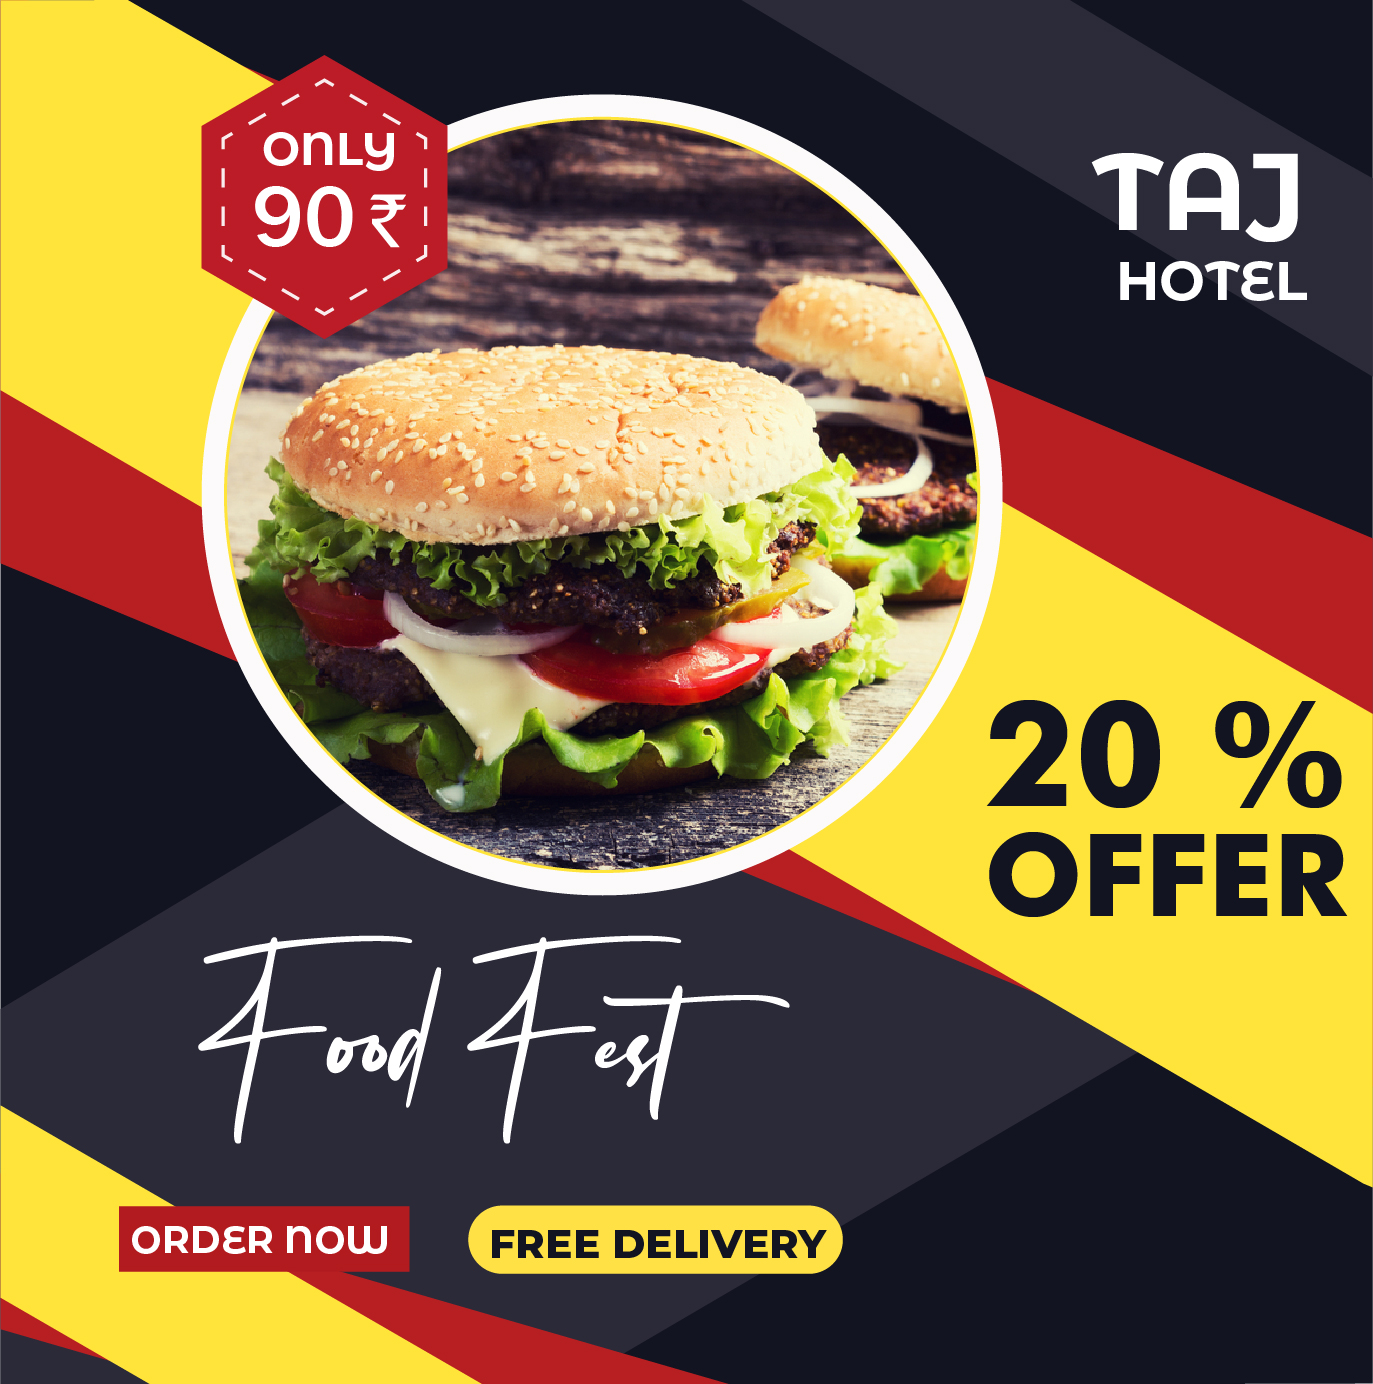 ONLY
90 ₹
TAJ
HOTEL
20 %
OFFER
Food Fest
ORDER NOW
FREE DELIVERY